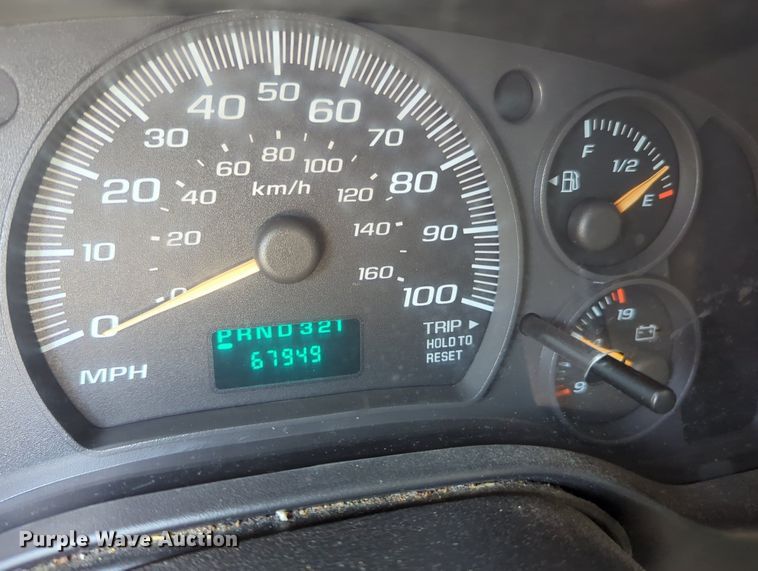 0 10 20 30 40 50 60 70 80 90 100
20 40 60 80 100 120 140 160
0
km/h
MPH
PRND321
67949
TRIP ►
HOLD TO
RESET
F
1/2
E
19
9
Purple Wave Auction